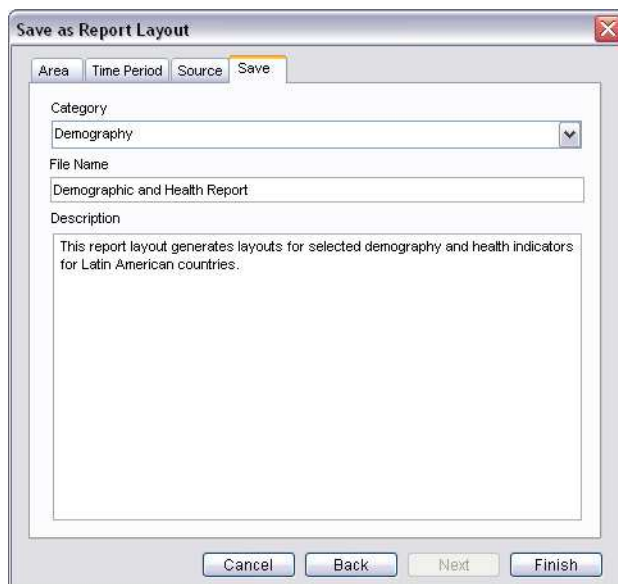 Save as Report Layout
Area Time Period Source Save
Category
Demography
File Name
Demographic and Health Report
Description
This report layout generates layouts for selected demography and health indicators
for Latin American countries.
Cancel Back Next Finish